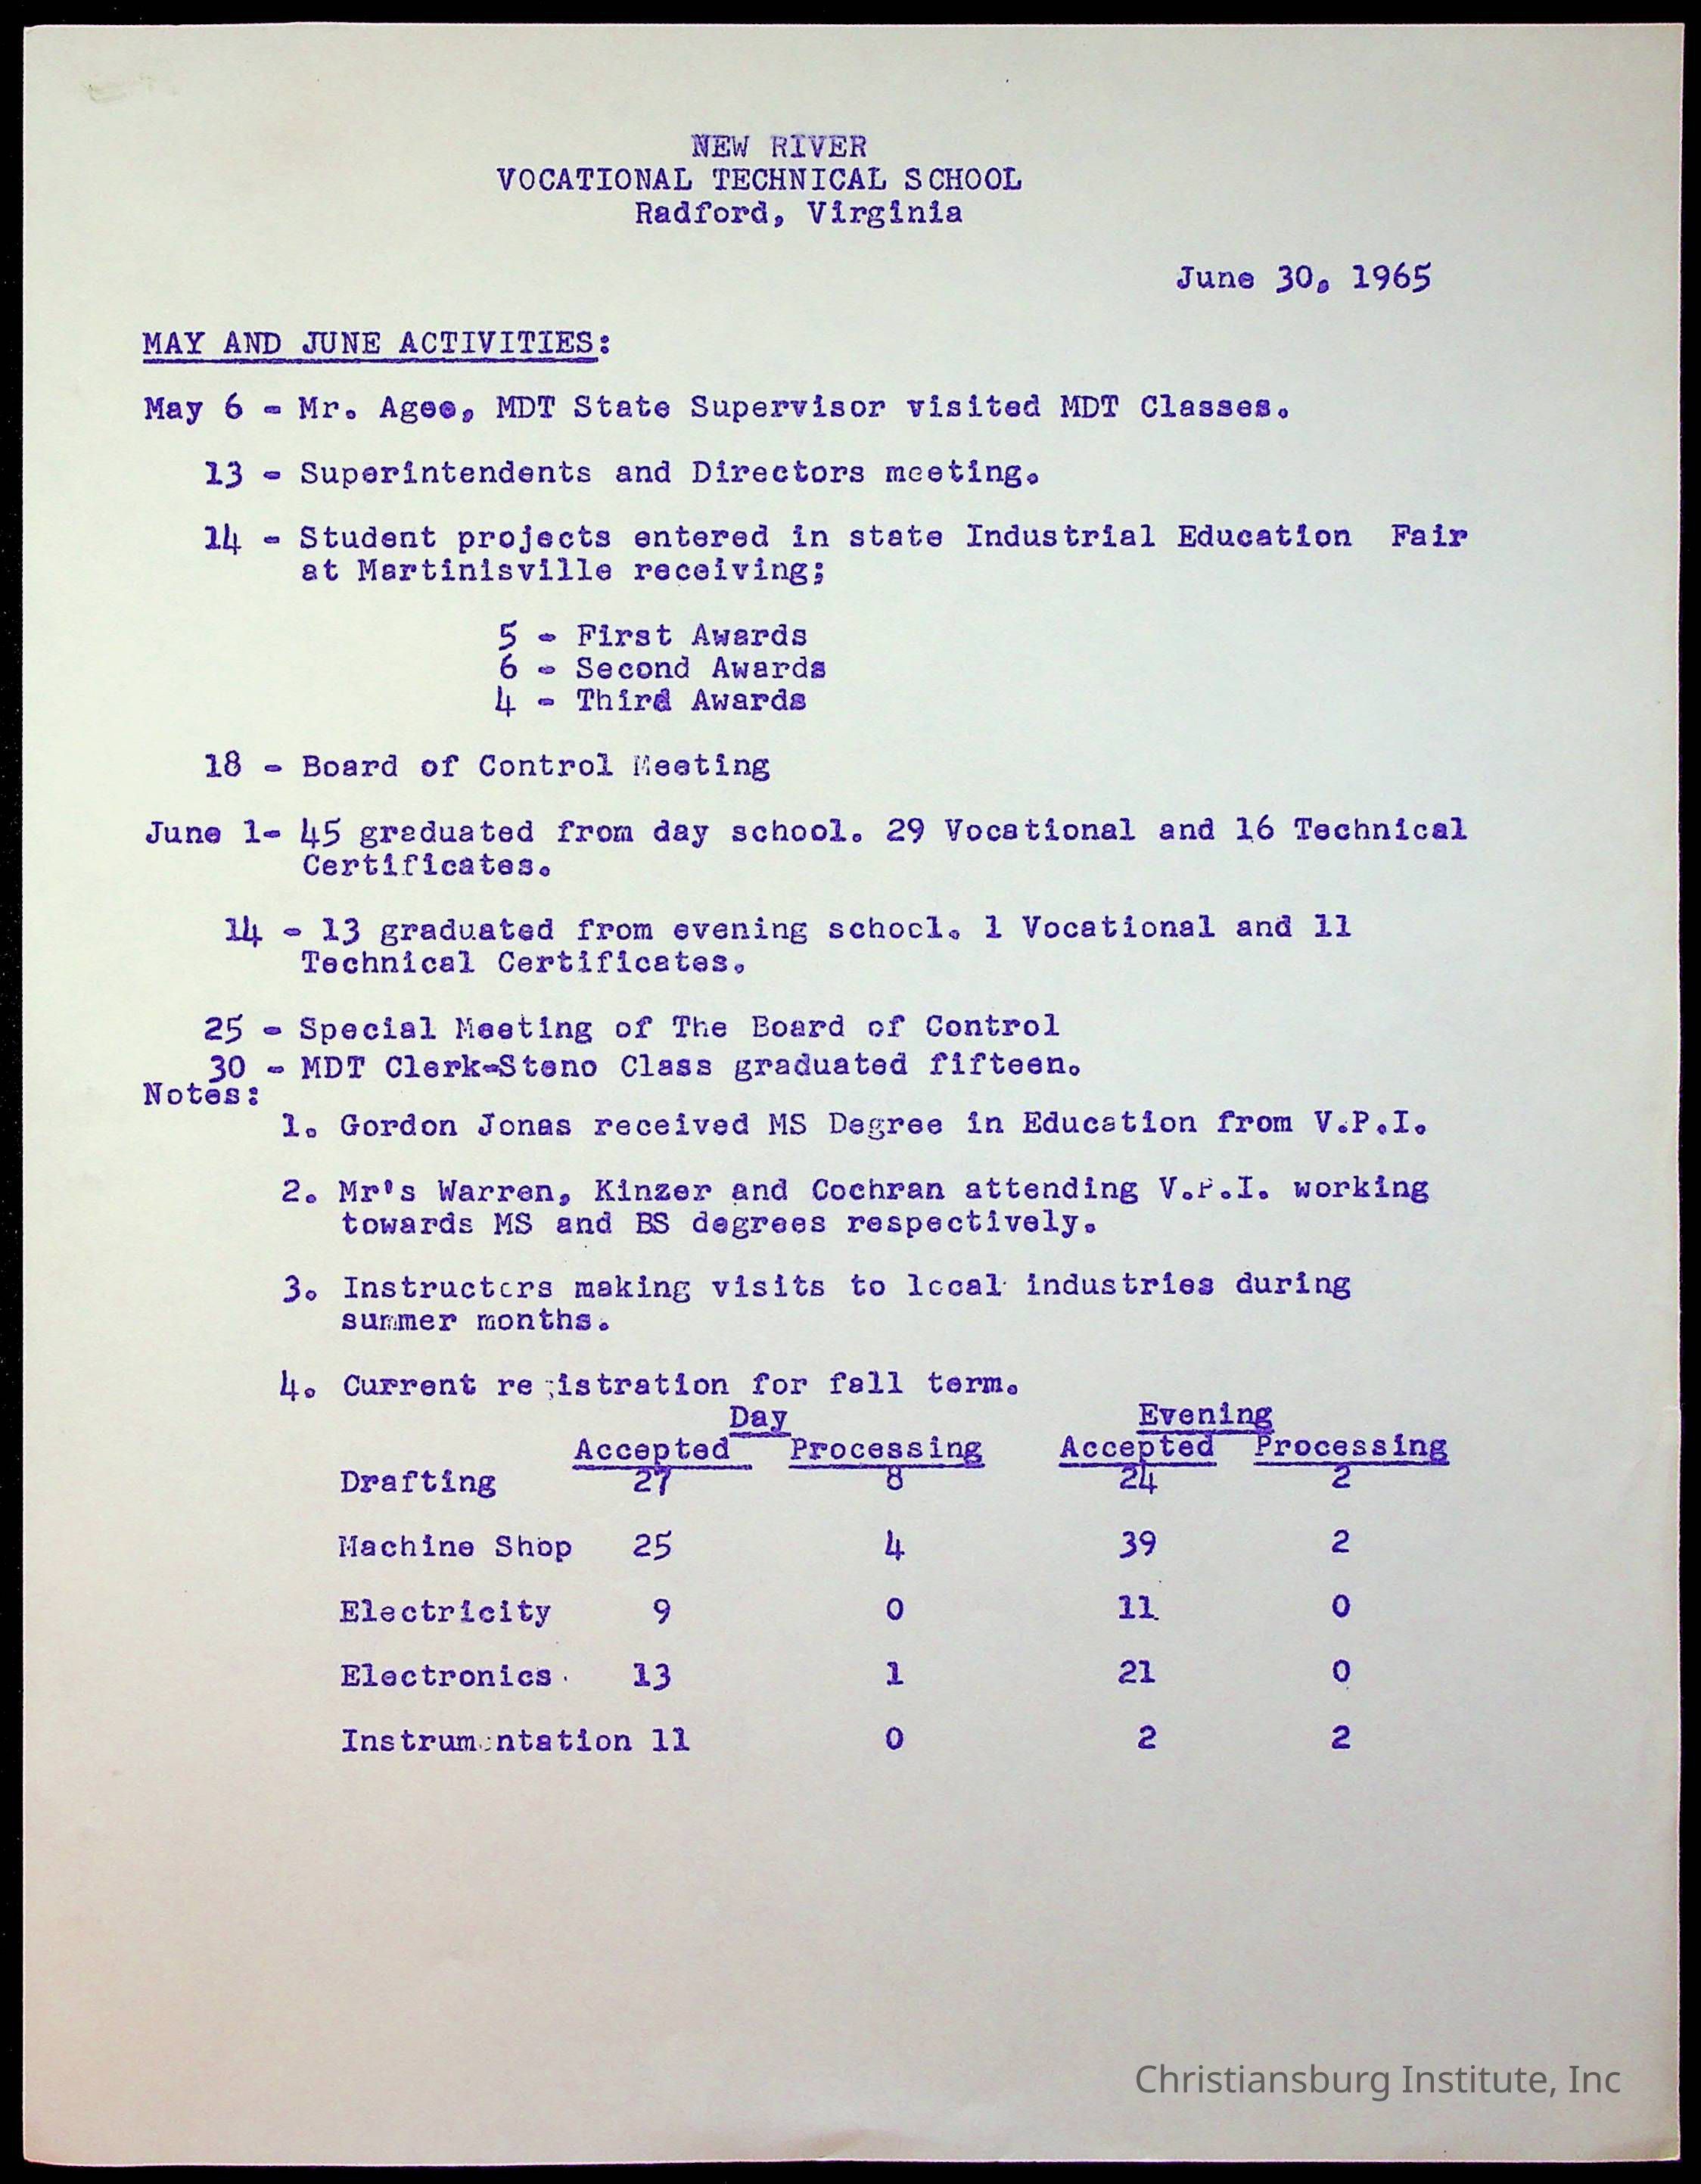 NEW RIVER
VOCATIONAL TECHNICAL SCHOOL
Radford, Virginia
June 30, 1965
MAY AND JUNE ACTIVITIES:
May 6 - Mr. Agee, MDT State Supervisor visited MDT Classes.
13 - Superintendents and Directors meeting.
14 - Student projects entered in state Industrial Education Fair
at Martinisville receiving;
5 - First Awards
6 - Second Awards
4 - Third Awards
18 - Board of Control Meeting
June 1- 45 graduated from day school. 29 Vocational and 16 Technical
Certificates.
14 - 13 graduated from evening school. 1 Vocational and 11
Technical Certificates.
25 - Special Meeting of The Board of Control
30 - MDT Clerk-Steno Class graduated fifteen.
Notes:
1. Gordon Jonas received MS Degree in Education from V.P.I.
2. Mr's Warren, Kinzer and Cochran attending V.P.I. working
towards MS and BS degrees respectively.
3. Instructors making visits to local industries during
summer months.
4. Current registration for fall term.
Day Evening
Accepted Processing Accepted Processing
Drafting 27 8 24 2
Machine Shop 25 4 39 2
Electricity 9 0 11 0
Electronics 13 1 21 0
Instrumentation 11 0 2 2
Christiansburg Institute, Inc